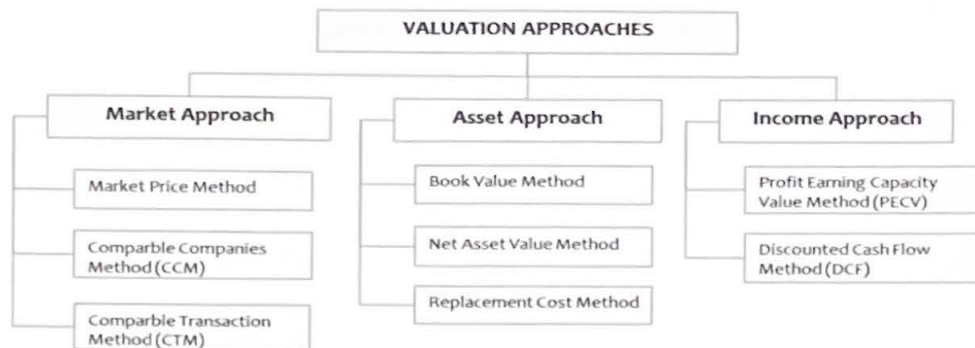 VALUATION APPROACHES
Market Approach
Market Price Method
Comparble Companies
Method (CCM)
Comparble Transaction
Method (CTM)
Asset Approach
Book Value Method
Net Asset Value Method
Replacement Cost Method
Income Approach
Profit Earning Capacity
Value Method (PECV)
Discounted Cash Flow
Method (DCF)